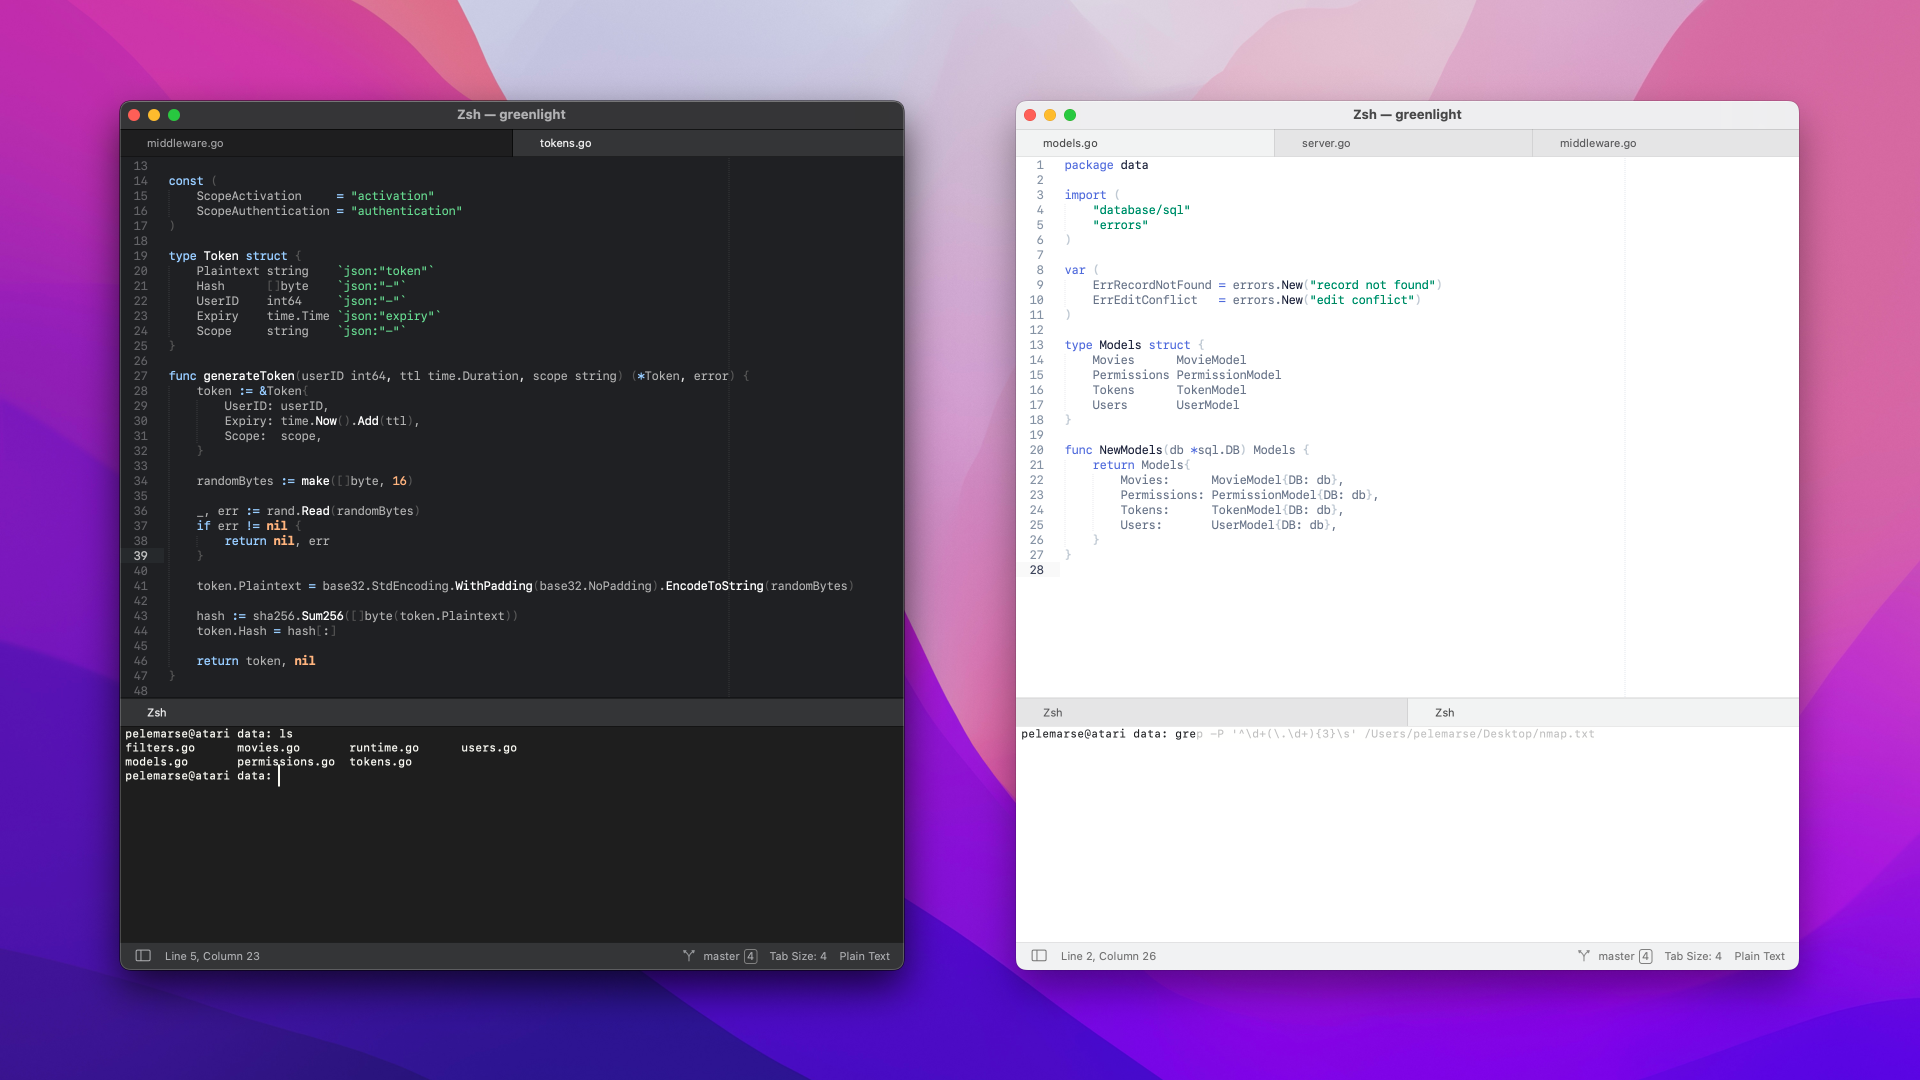 Zsh — greenlight
middleware.go tokens.go
13
14 const (
15     ScopeActivation     = "activation"
16     ScopeAuthentication = "authentication"
17 )
18
19 type Token struct {
20     Plaintext string    `json:"token"`
21     Hash      []byte    `json:"-"`
22     UserID    int64     `json:"-"`
23     Expiry    time.Time `json:"expiry"`
24     Scope     string    `json:"-"`
25 }
26
27 func generateToken(userID int64, ttl time.Duration, scope string) (*Token, error) {
28     token := &Token{
29         UserID: userID,
30         Expiry: time.Now().Add(ttl),
31         Scope:  scope,
32     }
33
34     randomBytes := make([]byte, 16)
35
36     _, err := rand.Read(randomBytes)
37     if err != nil {
38         return nil, err
39     }
40
41     token.Plaintext = base32.StdEncoding.WithPadding(base32.NoPadding).EncodeToString(randomBytes)
42
43     hash := sha256.Sum256([]byte(token.Plaintext))
44     token.Hash = hash[:]
45
46     return token, nil
47 }
48
Zsh
pelemarse@atari data: ls
filters.go      movies.go       runtime.go      users.go
models.go       permissions.go  tokens.go
pelemarse@atari data:
Line 5, Column 23 master 4 Tab Size: 4 Plain Text
Zsh — greenlight
models.go server.go middleware.go
1 package data
2
3 import (
4     "database/sql"
5     "errors"
6 )
7
8 var (
9     ErrRecordNotFound = errors.New("record not found")
10     ErrEditConflict   = errors.New("edit conflict")
11 )
12
13 type Models struct {
14     Movies      MovieModel
15     Permissions PermissionModel
16     Tokens      TokenModel
17     Users       UserModel
18 }
19
20 func NewModels(db *sql.DB) Models {
21     return Models{
22         Movies:      MovieModel{DB: db},
23         Permissions: PermissionModel{DB: db},
24         Tokens:      TokenModel{DB: db},
25         Users:       UserModel{DB: db},
26     }
27 }
28
Zsh Zsh
pelemarse@atari data: grep -P '^\d+(\.\d+){3}\s' /Users/pelemarse/Desktop/nmap.txt
Line 2, Column 26 master 4 Tab Size: 4 Plain Text